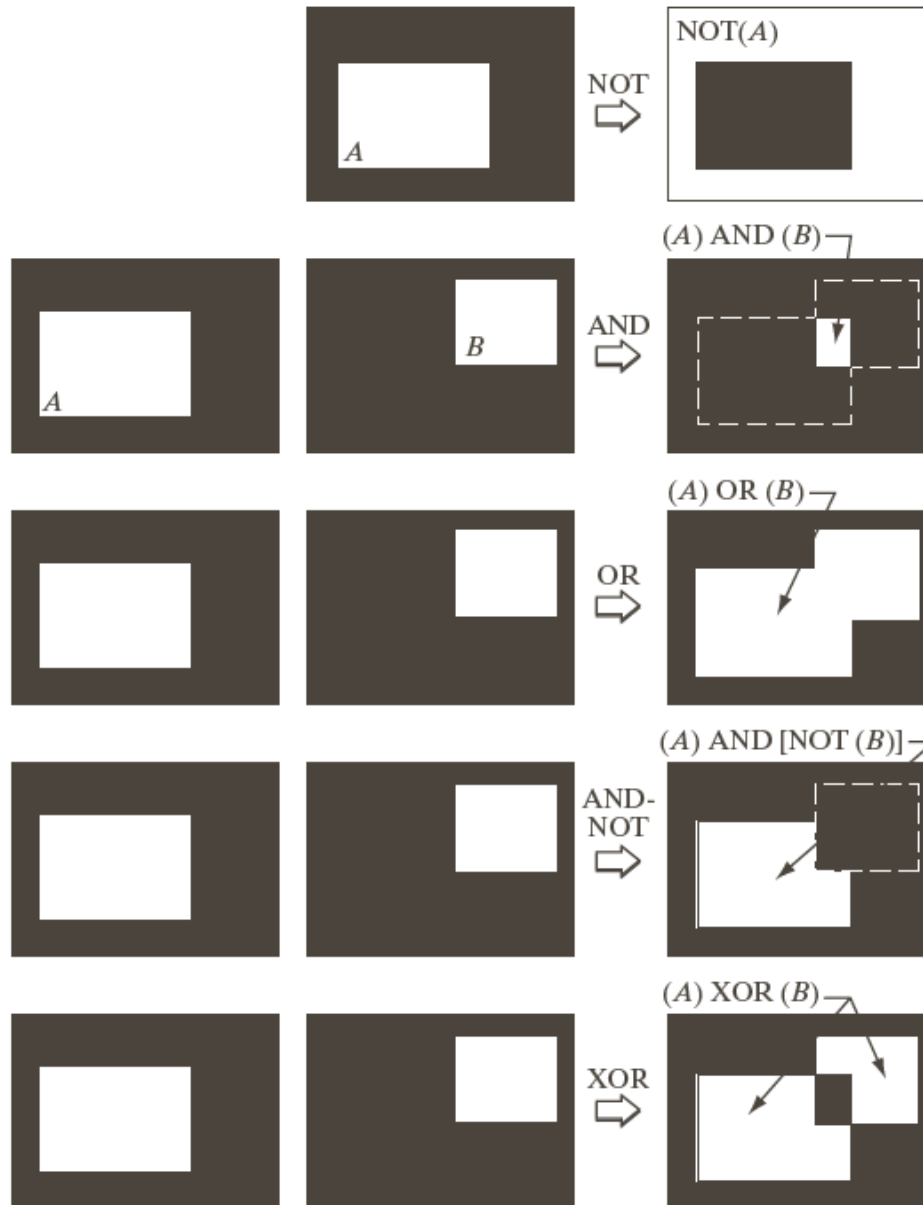 NOT
NOT(A)
A
(A) AND (B)
A
B
AND
(A) OR (B)
OR
(A) AND [NOT (B)]
AND-
NOT
(A) XOR (B)
XOR